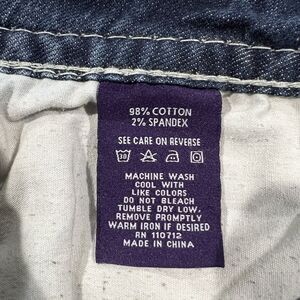 98% COTTON
2% SPANDEX
SEE CARE ON REVERSE
30
MACHINE WASH
COOL WITH
LIKE COLORS
DO NOT BLEACH
TUMBLE DRY LOW,
REMOVE PROMPTLY
WARM IRON IF DESIRED
RN 110712
MADE IN CHINA